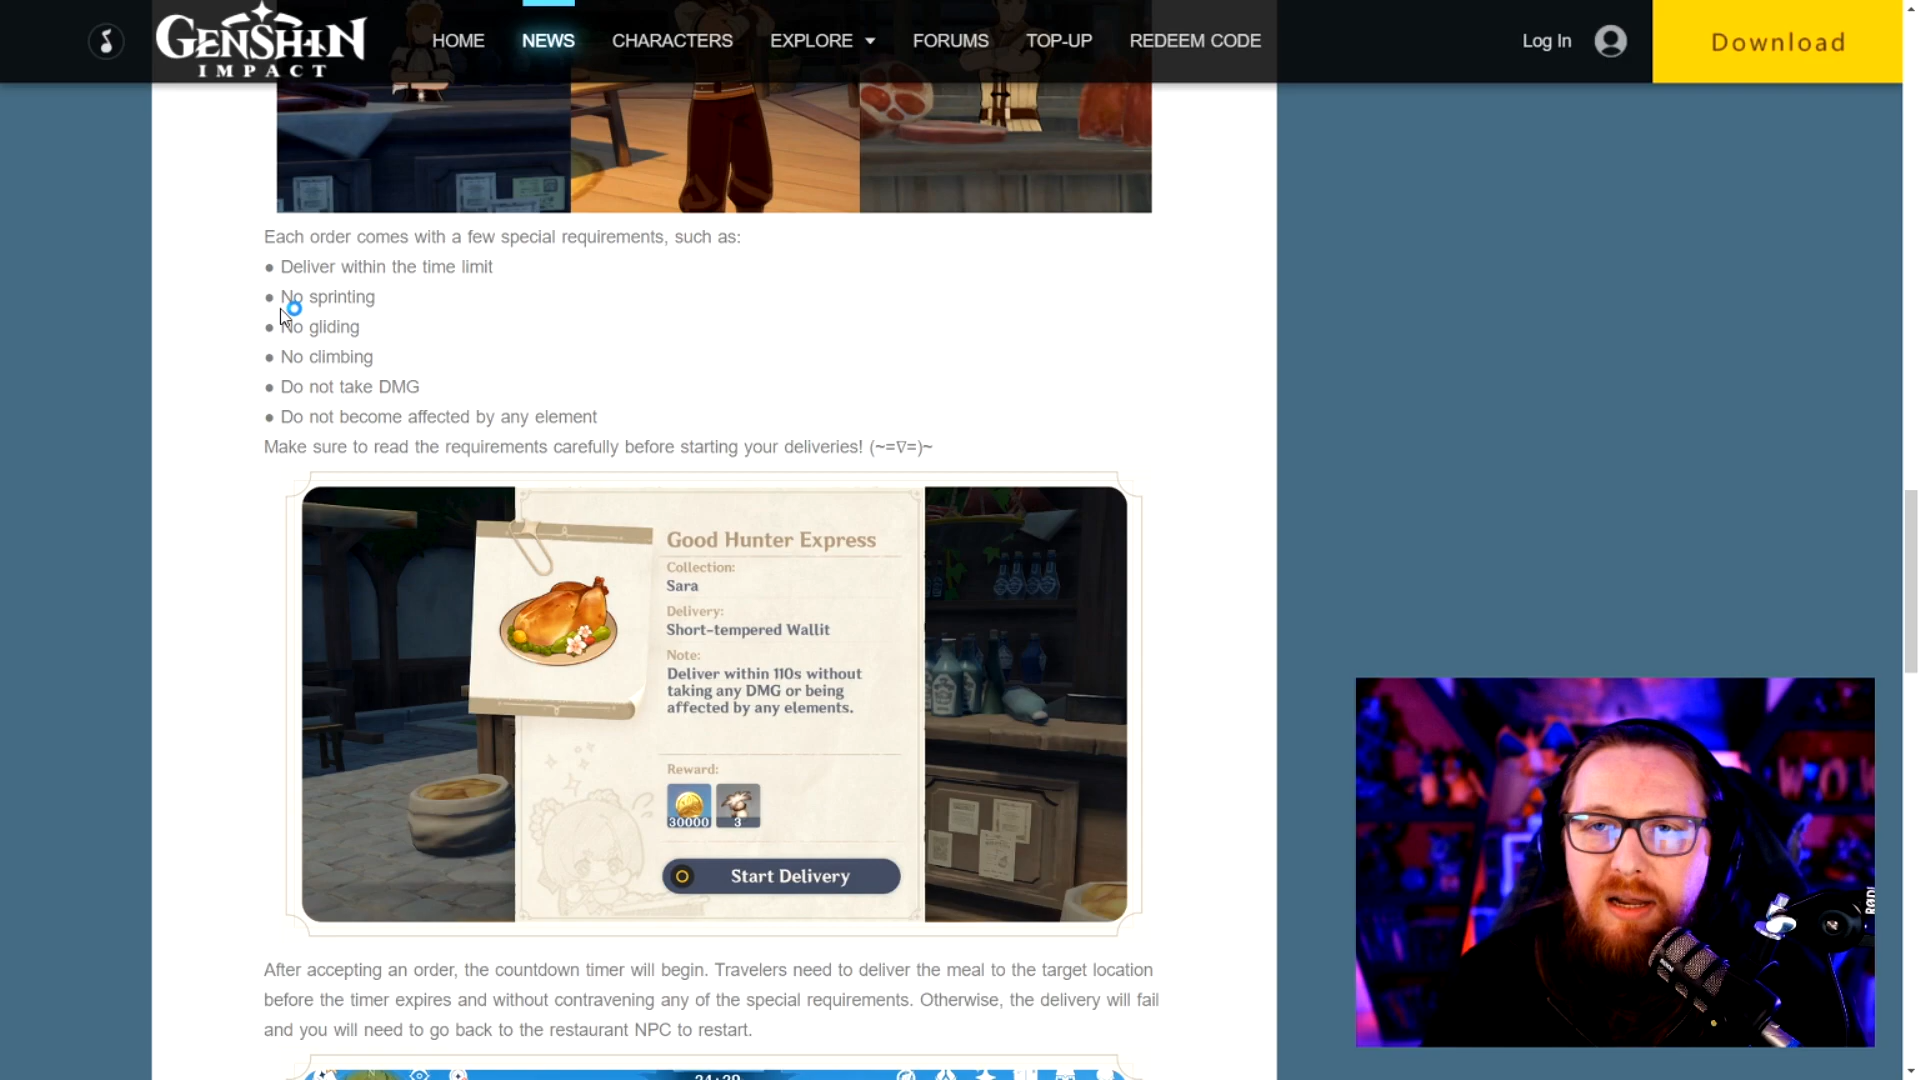 GENSHIN
IMPACT
HOME
NEWS
CHARACTERS
EXPLORE
FORUMS
TOP-UP
REDEEM CODE
Log In
Download
Each order comes with a few special requirements, such as:
● Deliver within the time limit
● No sprinting
● No gliding
● No climbing
● Do not take DMG
● Do not become affected by any element
Make sure to read the requirements carefully before starting your deliveries! (~=∇=)~
Good Hunter Express
Collection:
Sara
Delivery:
Short-tempered Wallit
Note:
Deliver within 110s without
taking any DMG or being
affected by any elements.
Reward:
30000
3
Start Delivery
After accepting an order, the countdown timer will begin. Travelers need to deliver the meal to the target location
before the timer expires and without contravening any of the special requirements. Otherwise, the delivery will fail
and you will need to go back to the restaurant NPC to restart.